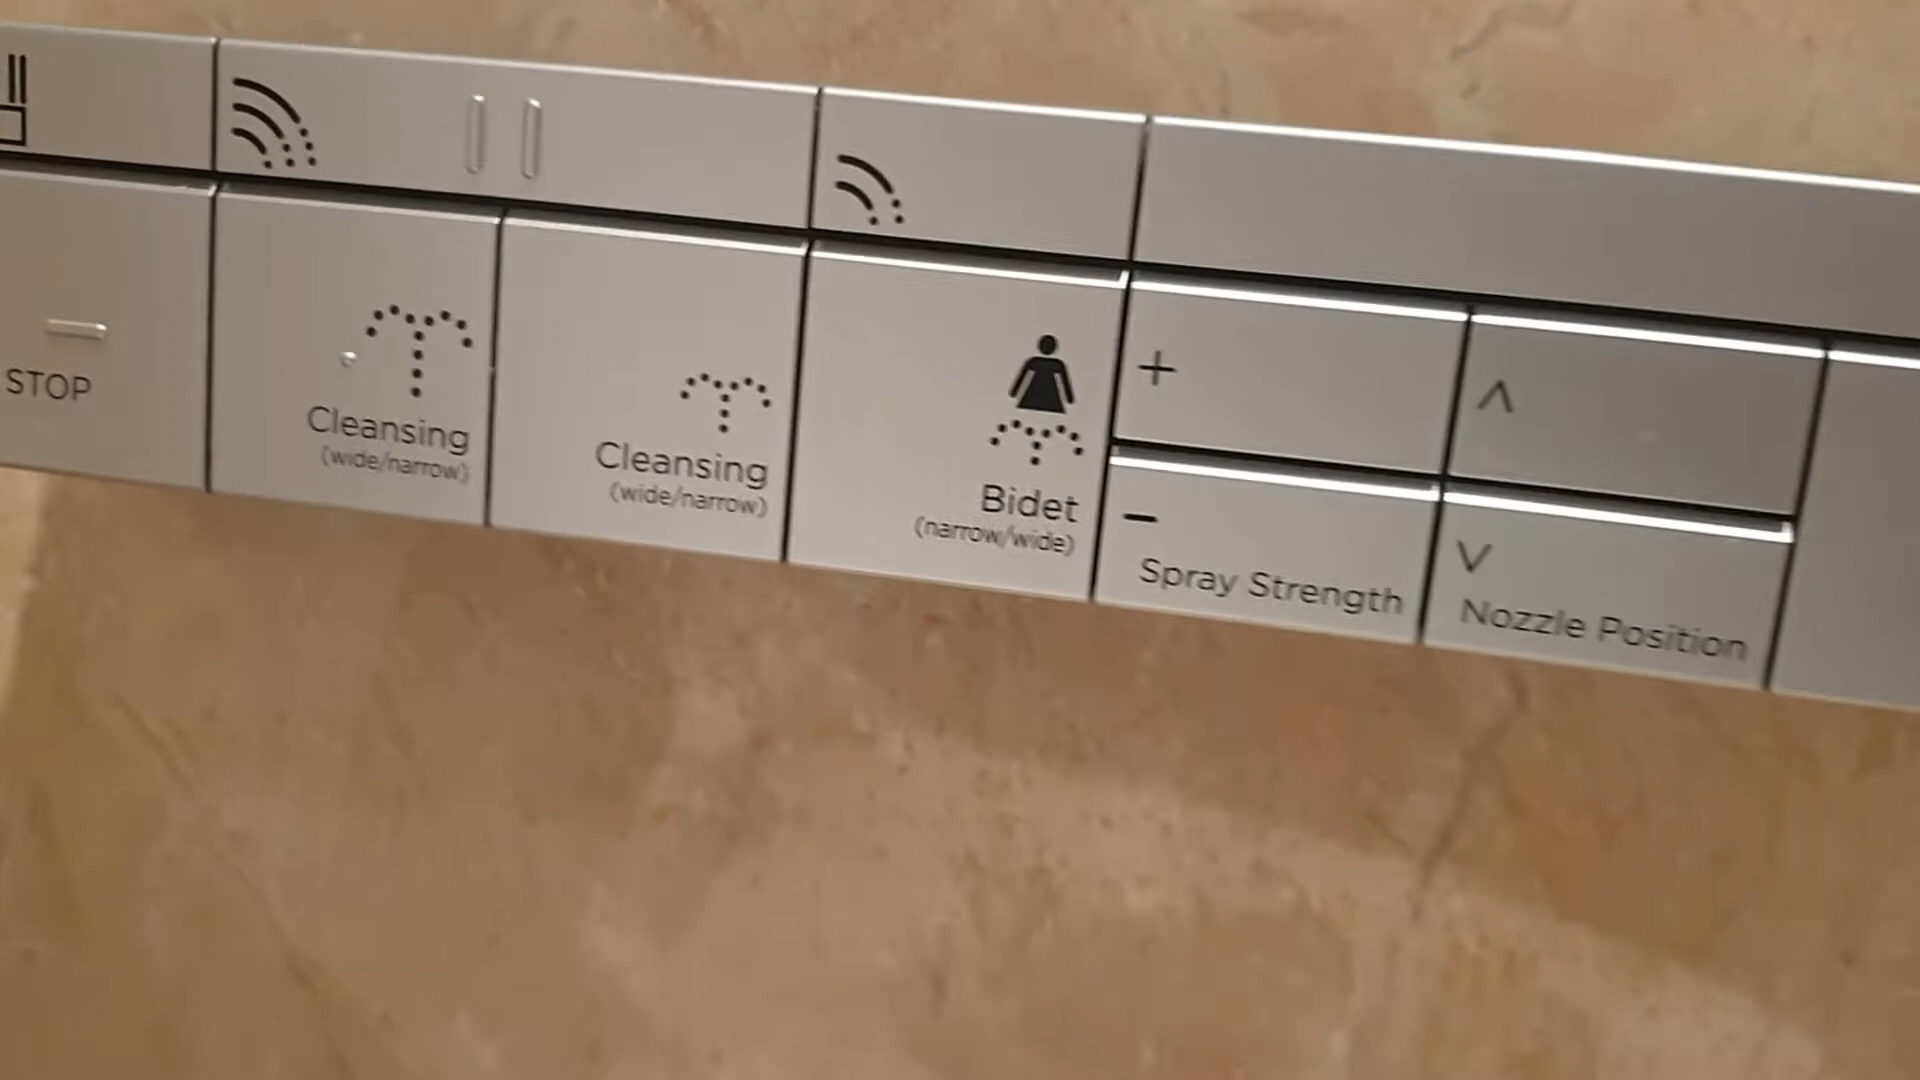 STOP
Cleansing
(wide/narrow)
Cleansing
(wide/narrow)
Bidet
(narrow/wide)
+
−
Spray Strength
Nozzle Position